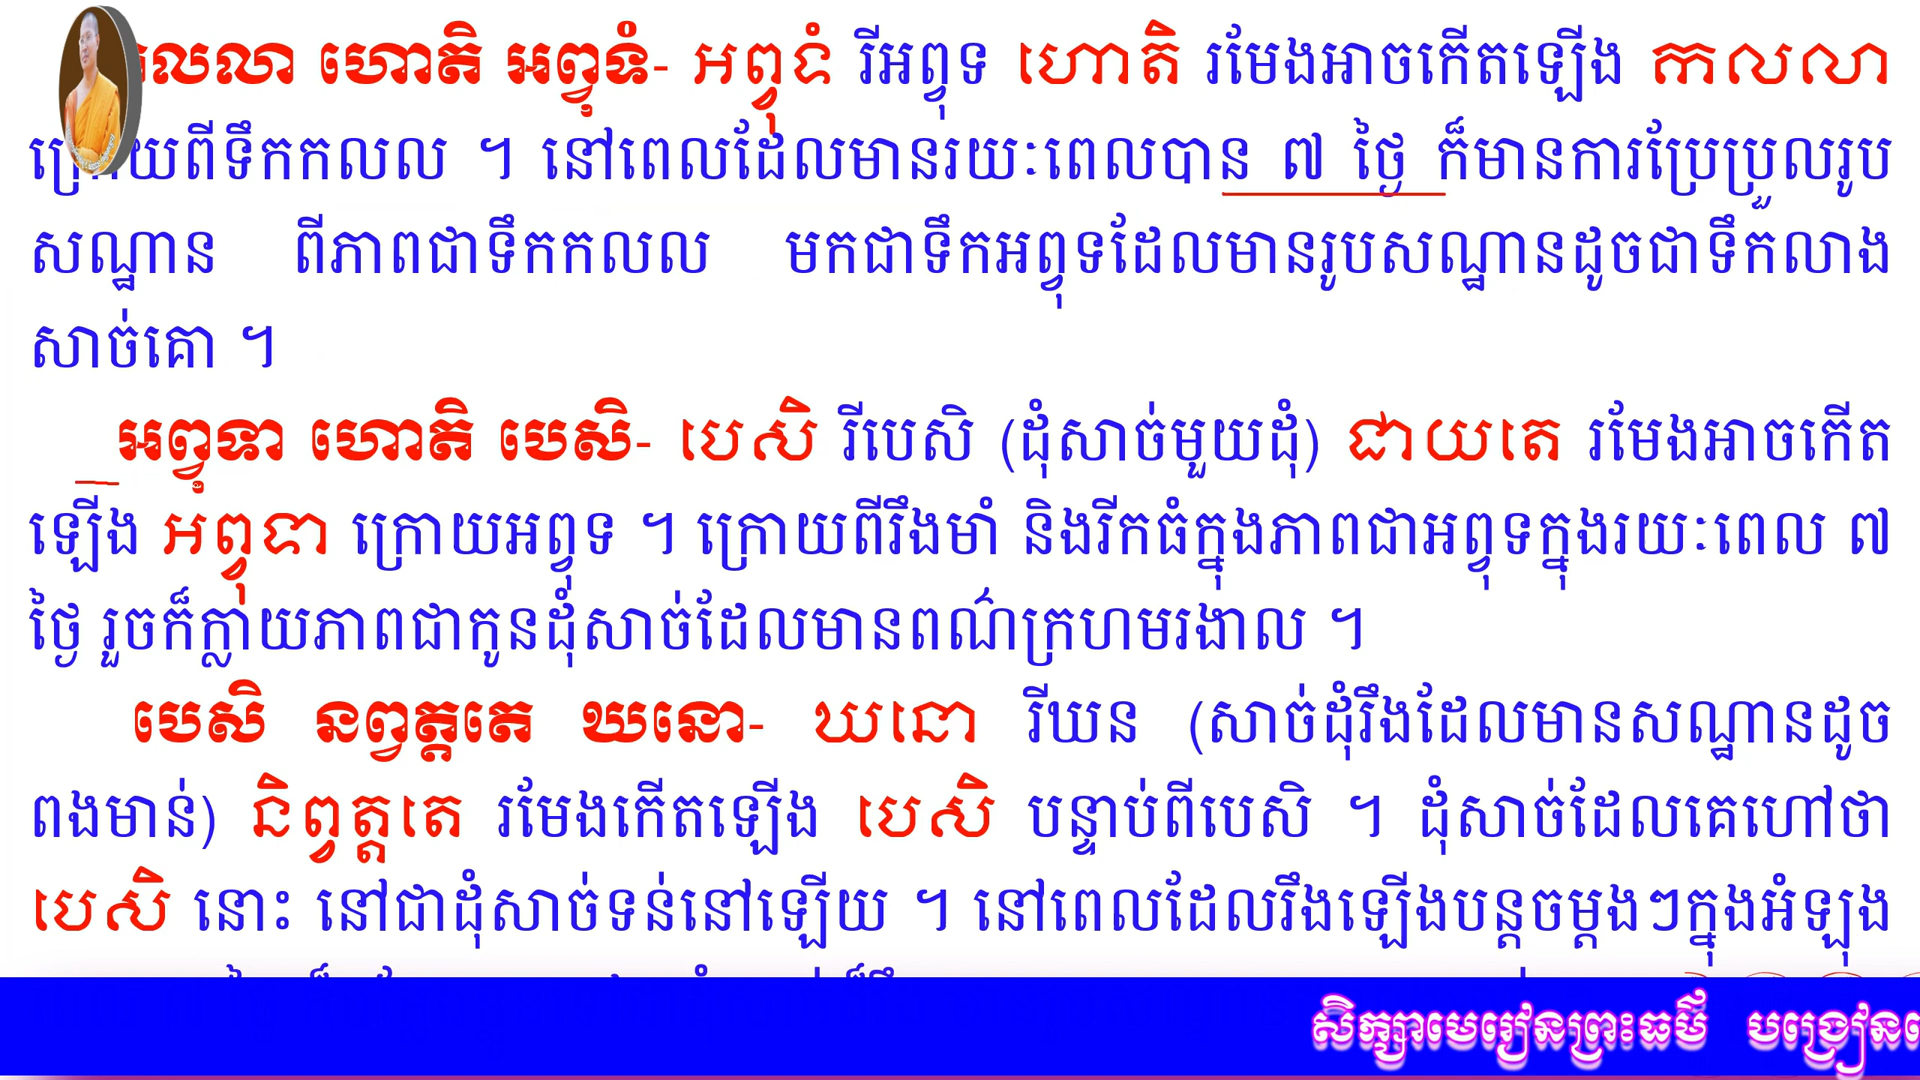 កលលា ហោតិ អព្វុទំ- អព្វុទំ រីអព្វុទ ហោតិ រមែងអាចកើតឡើង កលលា
ក្រោយពីទឹកកលល ។ នៅពេលដែលមានរយៈពេលបាន ៧ ថ្ងៃ ក៏មានការប្រែប្រួលរូប
សណ្ឋាន ពីភាពជាទឹកកលល មកជាទឹកអព្វុទដែលមានរូបសណ្ឋានដូចជាទឹកលាង
សាច់គោ ។
អព្វុទា ហោតិ បេសិ- បេសិ រីបេសិ (ដុំសាច់មួយដុំ) ជាយតេ រមែងអាចកើត
ឡើង អព្វុទា ក្រោយអព្វុទ ។ ក្រោយពីរឹងមាំ និងរីកធំក្នុងភាពជាអព្វុទក្នុងរយៈពេល ៧
ថ្ងៃ រួចក៏ក្លាយភាពជាកូនដុំសាច់ដែលមានពណ៌ក្រហមរងាល ។
បេសិ នព្វត្តតេ ឃនោ- ឃនោ រីឃន (សាច់ដុំរឹងដែលមានសណ្ឋានដូច
ពងមាន់) និព្វត្តតេ រមែងកើតឡើង បេសិ បន្ទាប់ពីបេសិ ។ ដុំសាច់ដែលគេហៅថា
បេសិ នោះ នៅជាដុំសាច់ទន់នៅឡើយ ។ នៅពេលដែលរឹងឡើងបន្តចម្តងៗក្នុងអំឡុង
សិក្សាមេរៀនព្រះធម៌ បង្រៀន